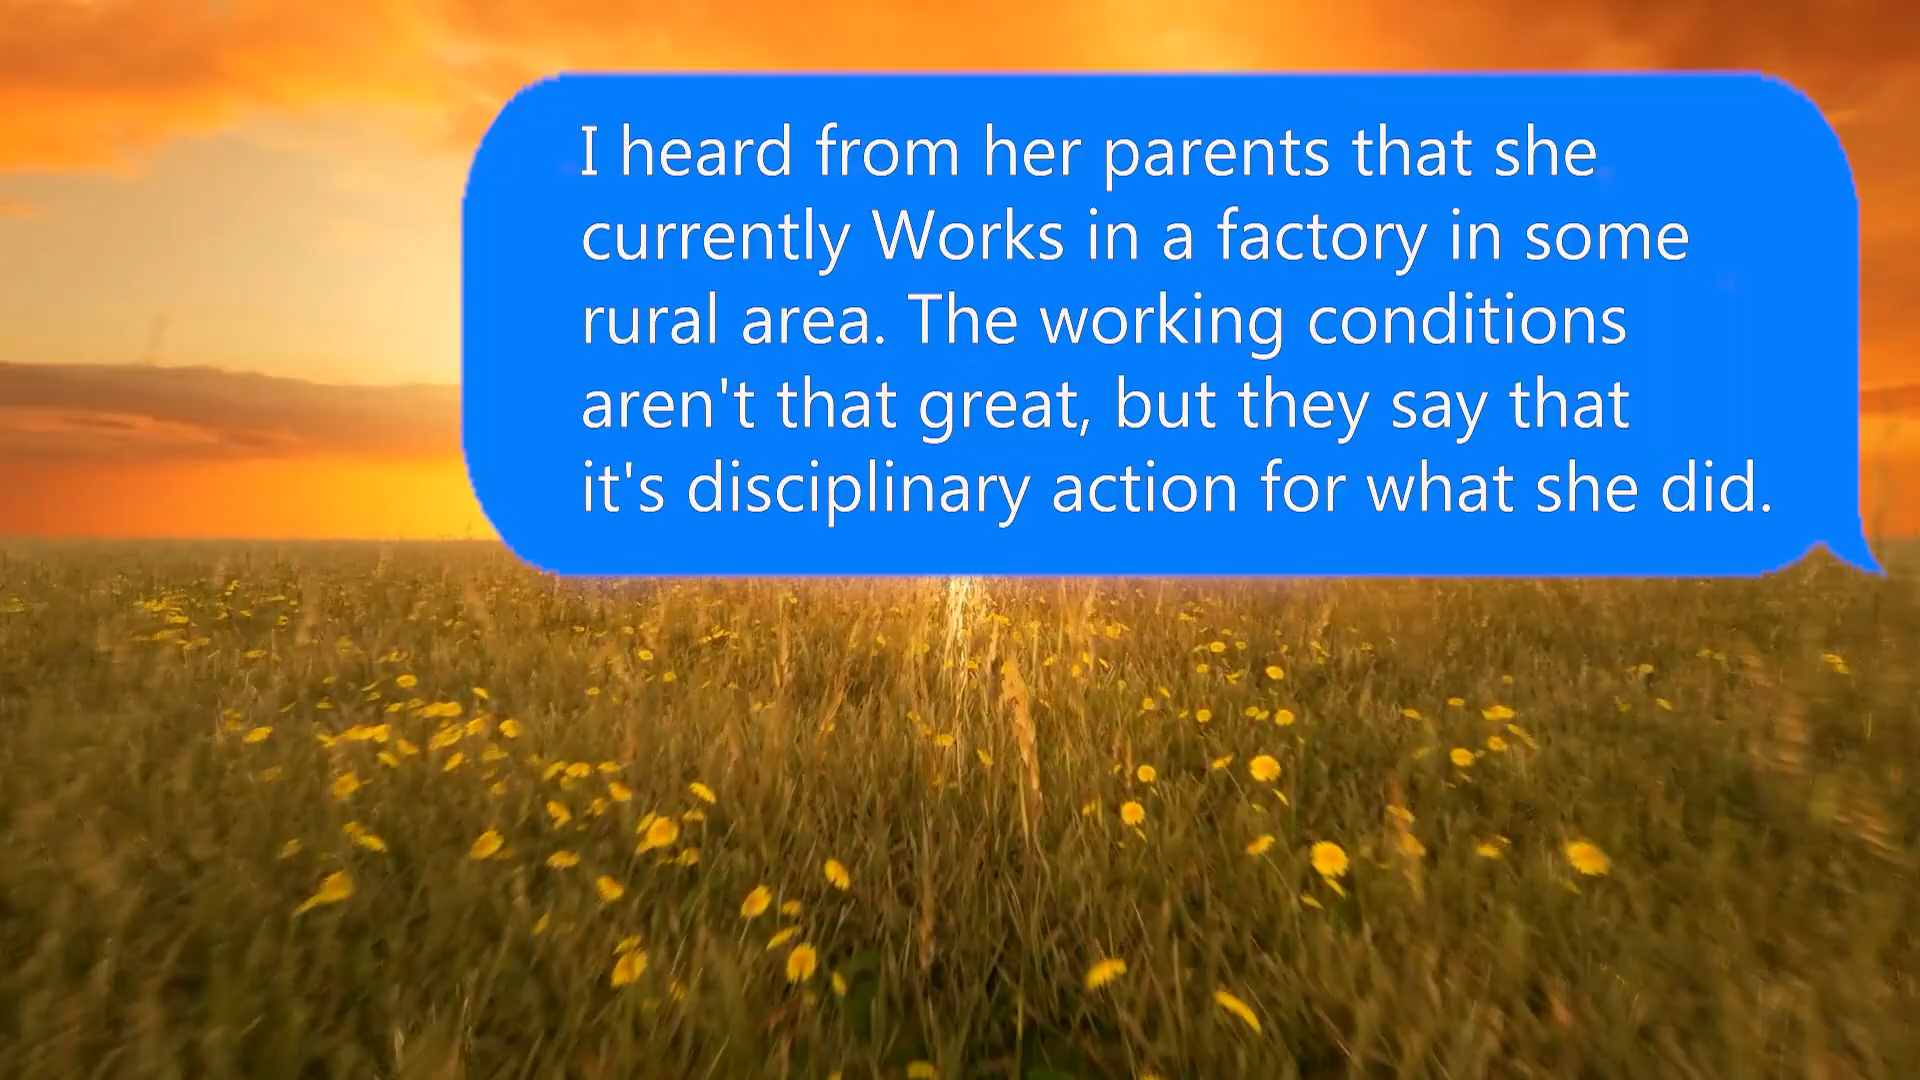 I heard from her parents that she
currently Works in a factory in some
rural area. The working conditions
aren't that great, but they say that
it's disciplinary action for what she did.